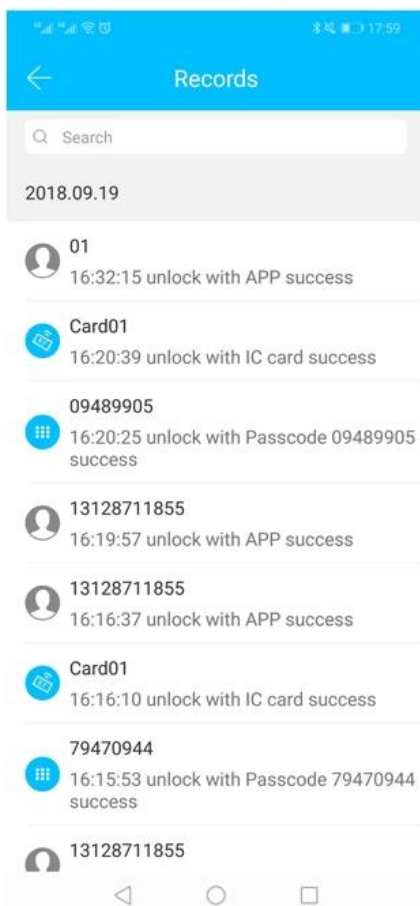 17:59
Records
Search
2018.09.19
01
16:32:15 unlock with APP success
Card01
16:20:39 unlock with IC card success
09489905
16:20:25 unlock with Passcode 09489905
success
13128711855
16:19:57 unlock with APP success
13128711855
16:16:37 unlock with APP success
Card01
16:16:10 unlock with IC card success
79470944
16:15:53 unlock with Passcode 79470944
success
13128711855